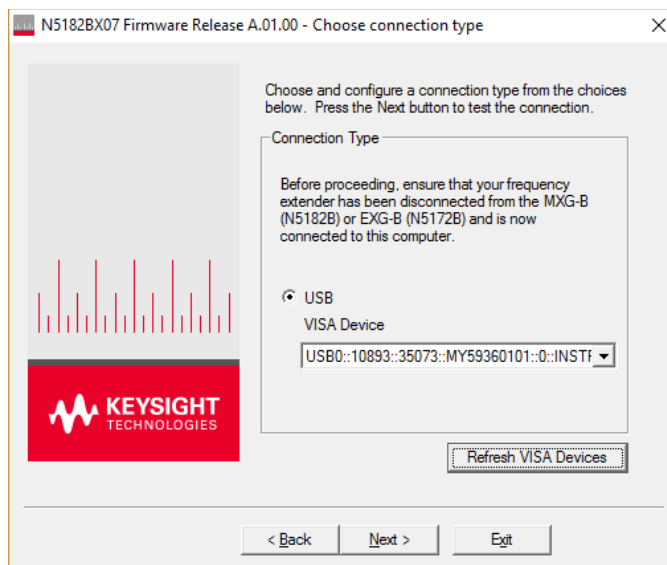 N5182BX07 Firmware Release A.01.00 - Choose connection type
Choose and configure a connection type from the choices
below. Press the Next button to test the connection.
Connection Type
Before proceeding, ensure that your frequency
extender has been disconnected from the MXG-B
(N5182B) or EXG-B (N5172B) and is now
connected to this computer.
USB
VISA Device
USB0::10893::35073::MY59360101::0::INSTF
KEYSIGHT
TECHNOLOGIES
Refresh VISA Devices
< Back
Next >
Exit